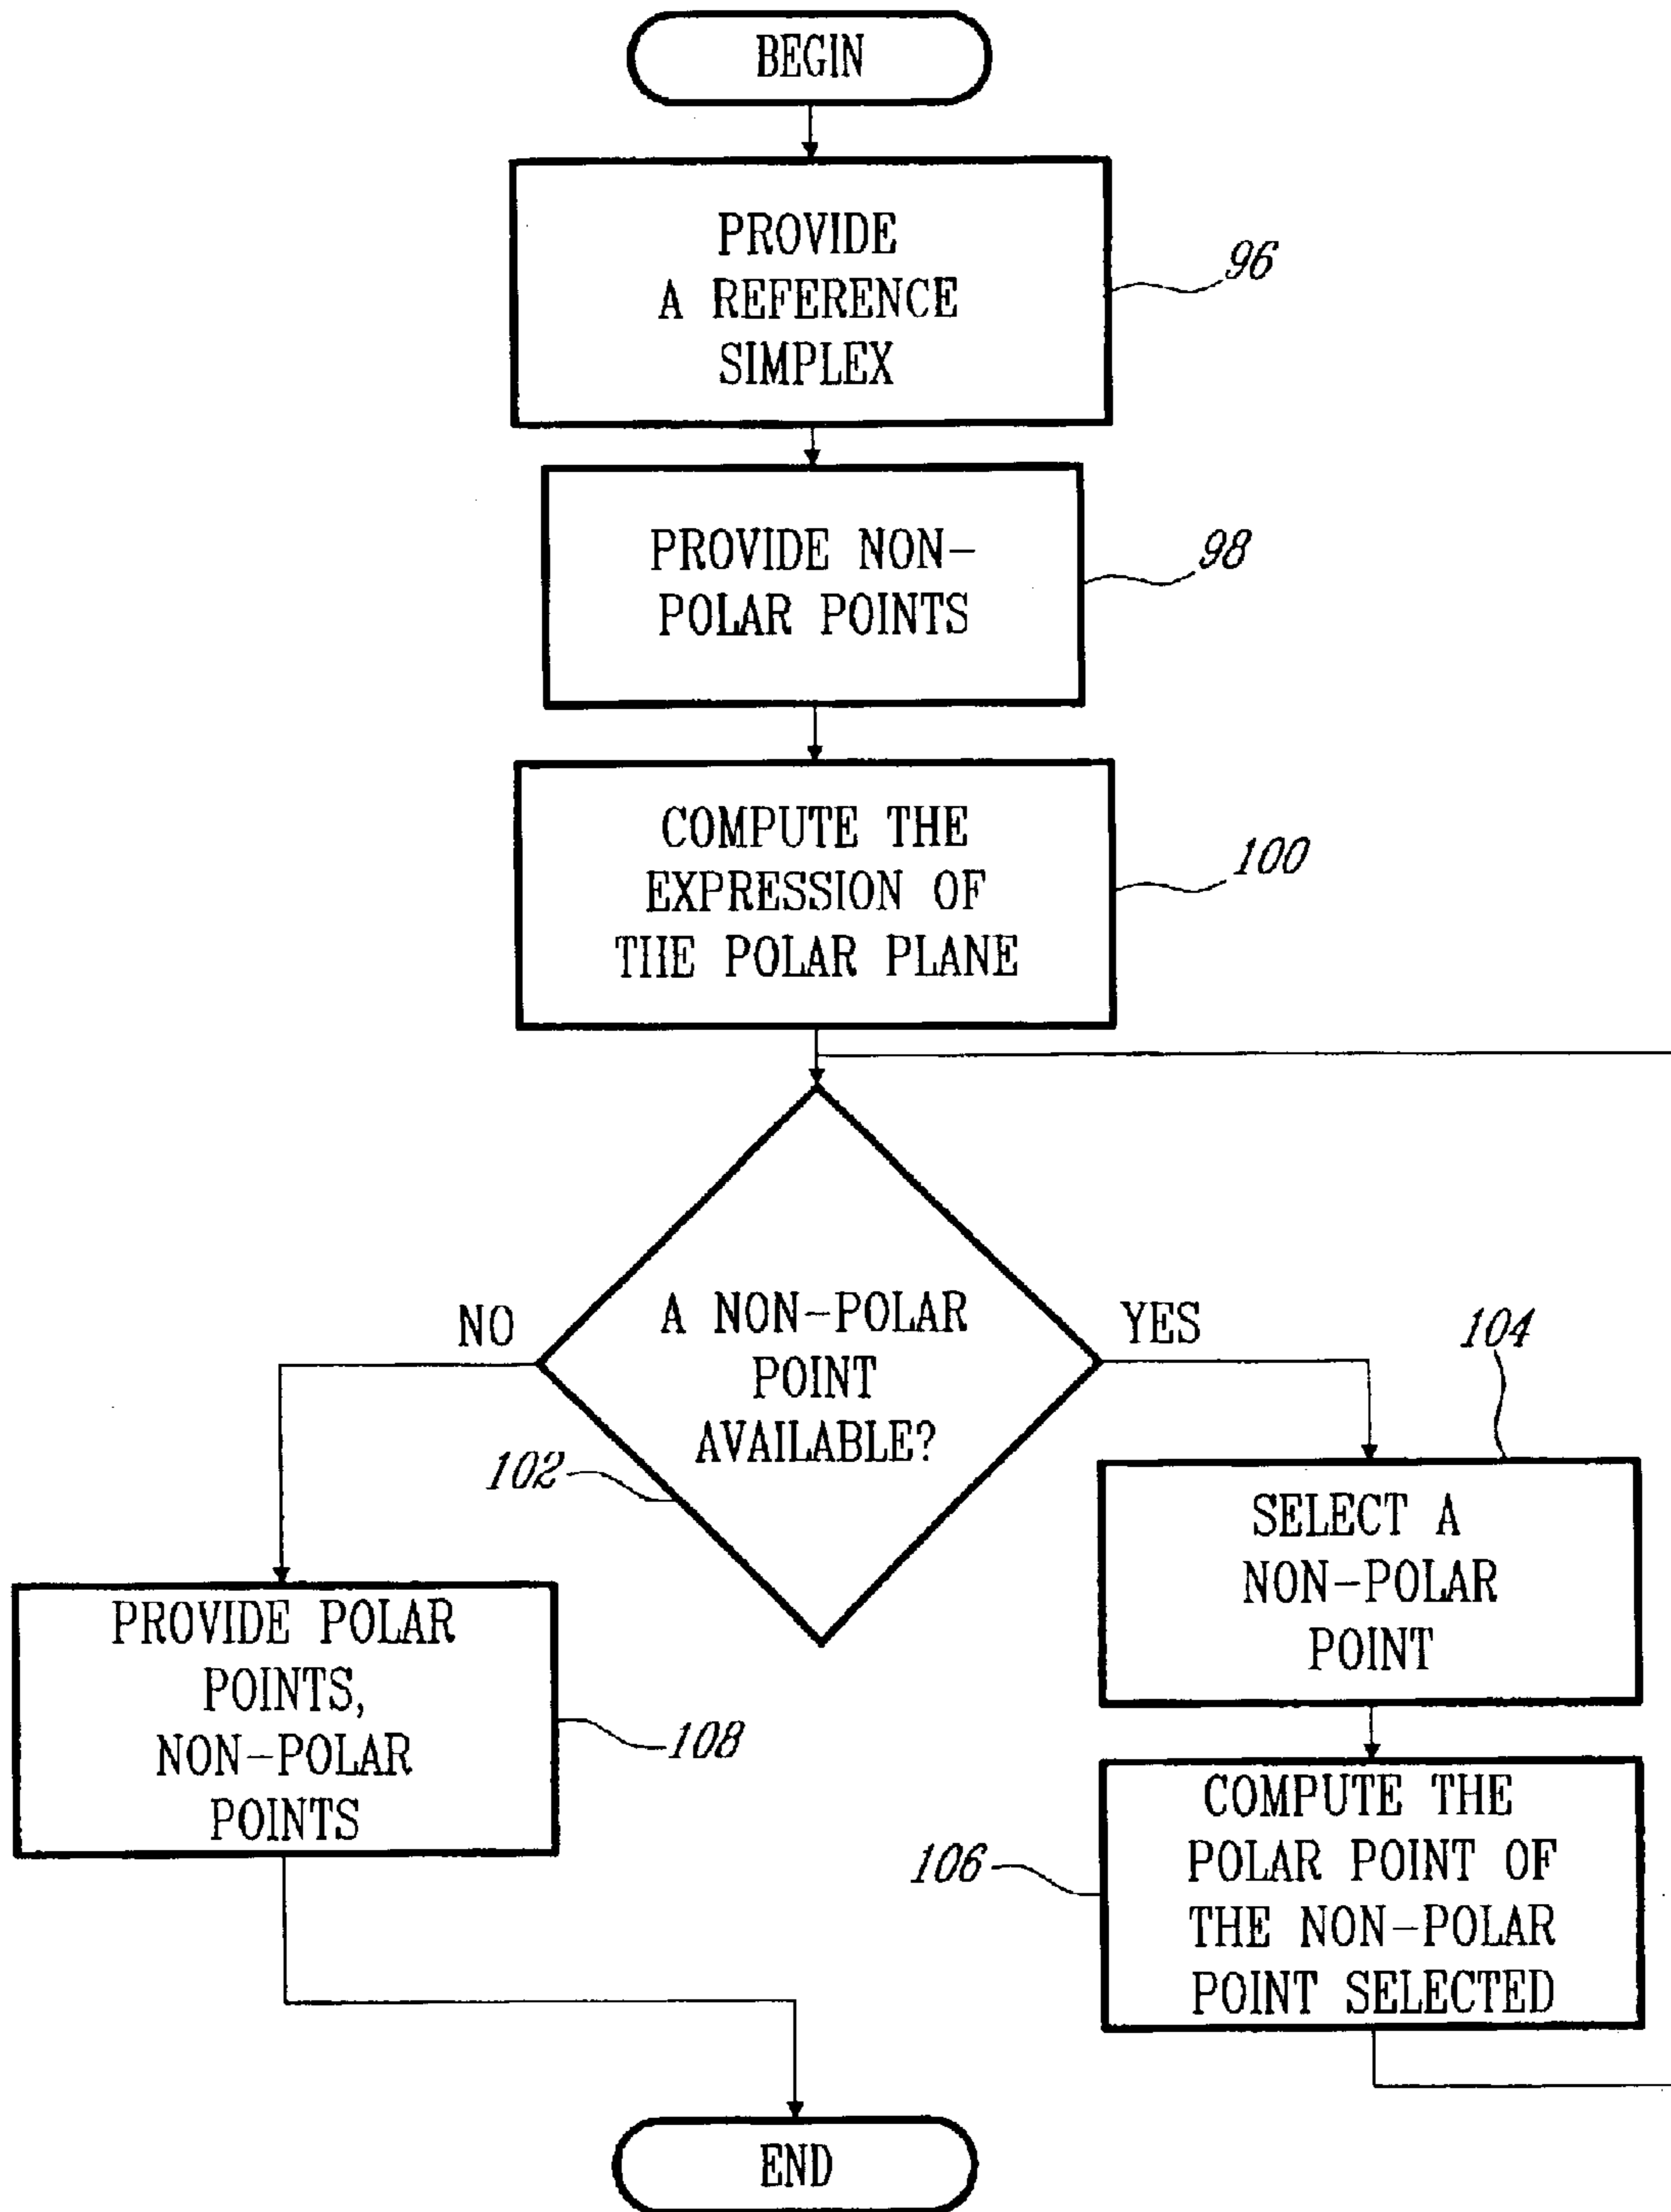 BEGIN
PROVIDE
A REFERENCE
SIMPLEX
96
PROVIDE NON-
POLAR POINTS
98
COMPUTE THE
EXPRESSION OF
THE POLAR PLANE
100
A NON-POLAR
POINT
AVAILABLE?
102
NO
YES
104
SELECT A
NON-POLAR
POINT
PROVIDE POLAR
POINTS,
NON-POLAR
POINTS
108
COMPUTE THE
POLAR POINT OF
THE NON-POLAR
POINT SELECTED
106
END